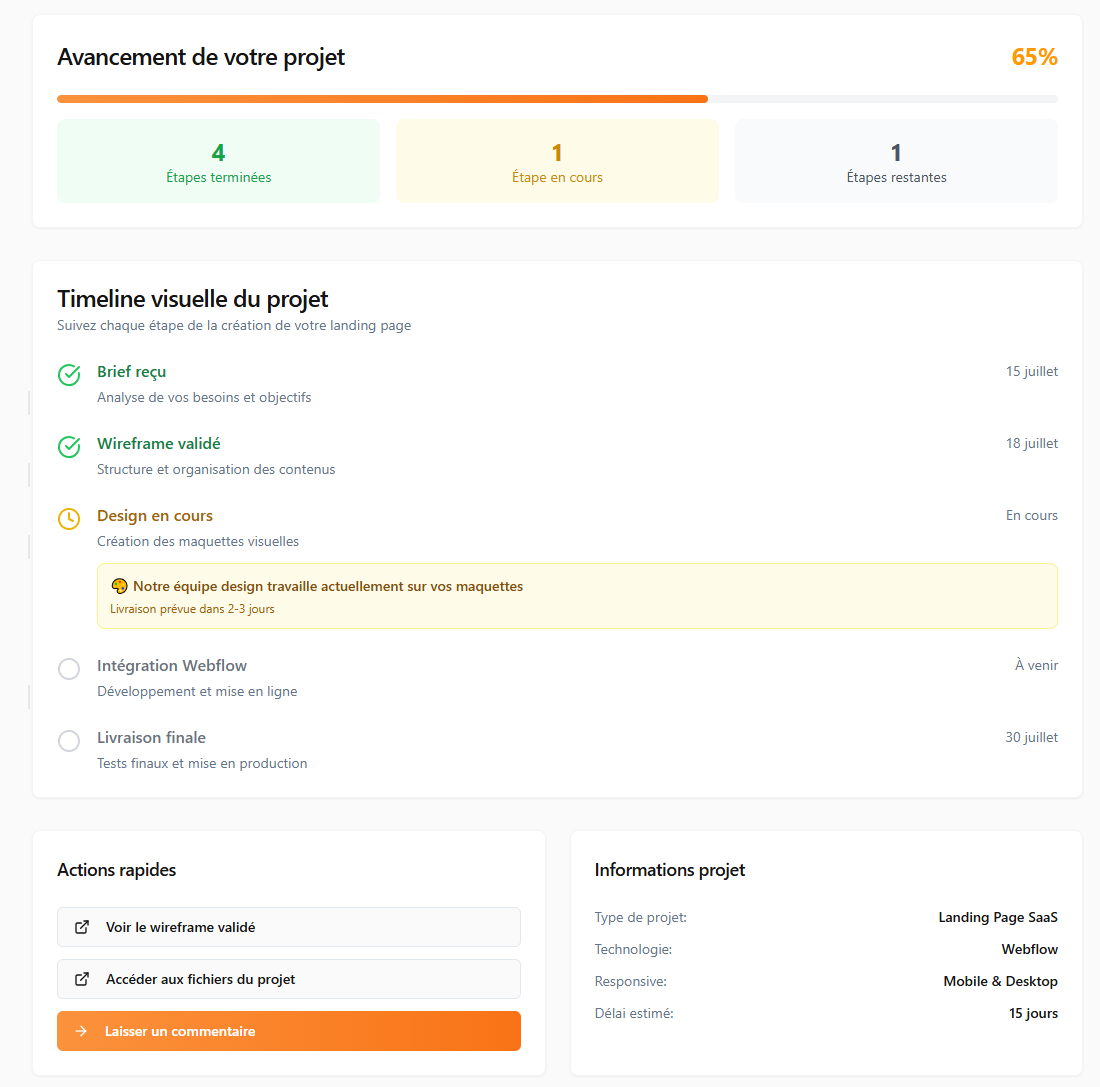 Avancement de votre projet
65%
4
Étapes terminées
1
Étape en cours
1
Étapes restantes
Timeline visuelle du projet
Suivez chaque étape de la création de votre landing page
Brief reçu
15 juillet
Analyse de vos besoins et objectifs
Wireframe validé
18 juillet
Structure et organisation des contenus
Design en cours
En cours
Création des maquettes visuelles
🎨 Notre équipe design travaille actuellement sur vos maquettes
Livraison prévue dans 2-3 jours
Intégration Webflow
À venir
Développement et mise en ligne
Livraison finale
30 juillet
Tests finaux et mise en production
Actions rapides
Voir le wireframe validé
Accéder aux fichiers du projet
Laisser un commentaire
Informations projet
Type de projet: Landing Page SaaS
Technologie: Webflow
Responsive: Mobile & Desktop
Délai estimé: 15 jours